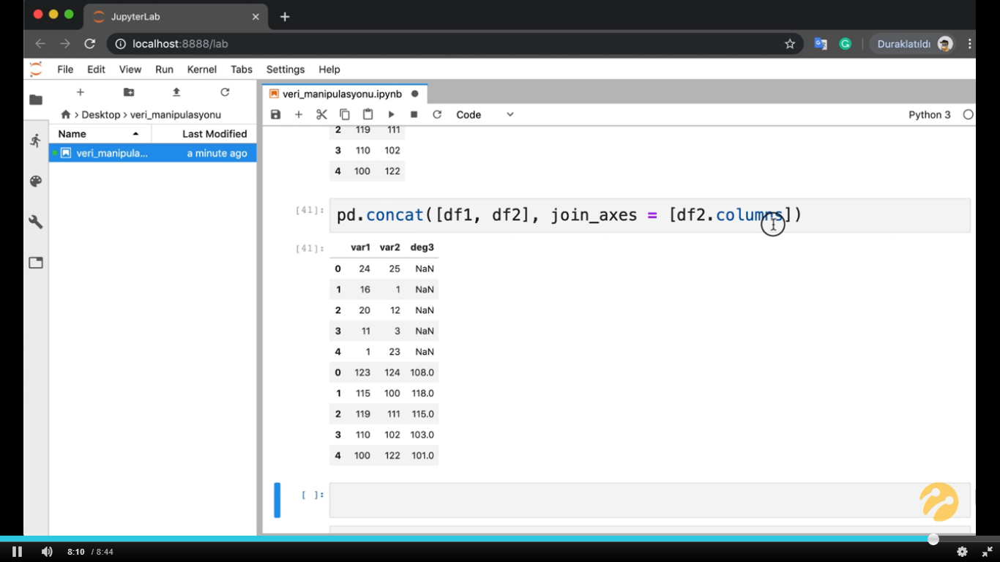 JupyterLab
localhost:8888/lab
Duraklatıldı
File Edit View Run Kernel Tabs Settings Help
veri_manipulasyonu.ipynb
Desktop > veri_manipulasyonu
Code
Python 3
Name Last Modified
veri_manipula... a minute ago
2 119 111
3 110 102
4 100 122
[41]: pd.concat([df1, df2], join_axes = [df2.columns])
[41]: var1 var2 deg3
0 24 25 NaN
1 16 1 NaN
2 20 12 NaN
3 11 3 NaN
4 1 23 NaN
0 123 124 108.0
1 115 100 118.0
2 119 111 115.0
3 110 102 103.0
4 100 122 101.0
[ ]:
8:10 / 8:44